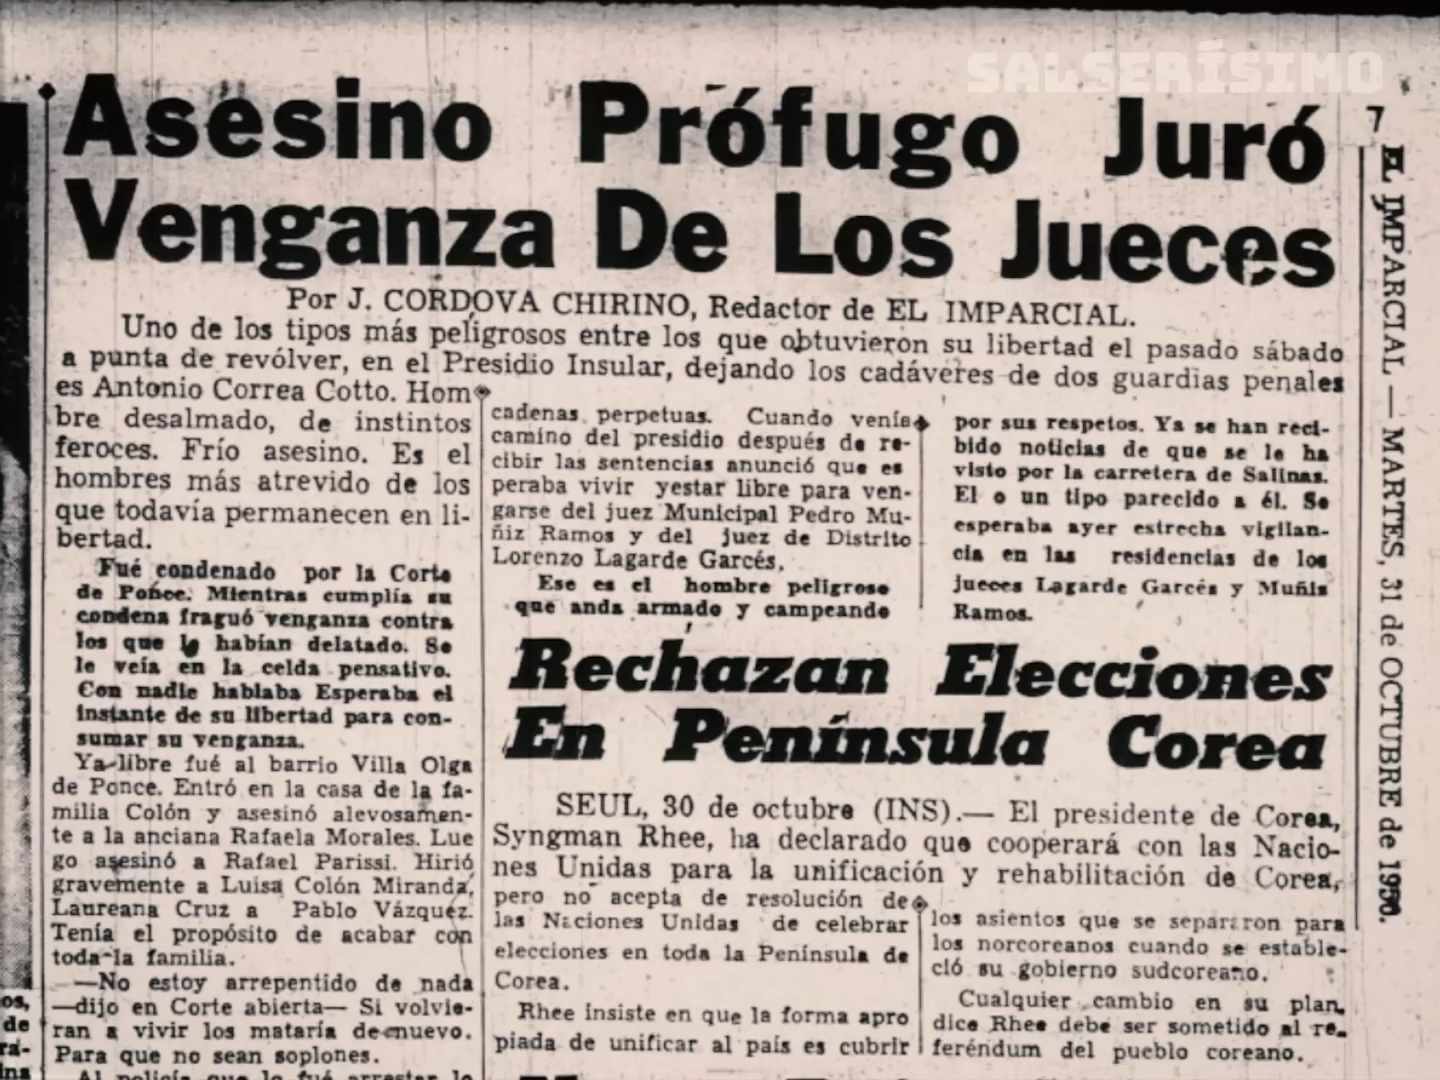 SALSERÍSIMO
Asesino Prófugo Juró
Venganza De Los Jueces
Por J. CORDOVA CHIRINO, Redactor de EL IMPARCIAL.
Uno de los tipos más peligrosos entre los que obtuvieron su libertad el pasado sábado
a punta de revólver, en el Presidio Insular, dejando los cadáveres de dos guardias penales
es Antonio Correa Cotto. Hom-
bre desalmado, de instintos
feroces. Frío asesino. Es el
hombres más atrevido de los
que todavía permanecen en li-
bertad.
Fué condenado por la Corte
de Ponce. Mientras cumplía su
condena fraguó venganza contra
los que le habían delatado. Se
le veía en la celda pensativo.
Con nadie hablaba Esperaba el
instante de su libertad para con-
sumar su venganza.
Ya libre fué al barrio Villa Olga
de Ponce. Entró en la casa de la fa-
milia Colón y asesinó alevosamen-
te a la anciana Rafaela Morales. Lue
go asesinó a Rafael Parissi. Hirió
gravemente a Luisa Colón Miranda,
Laureana Cruz a Pablo Vázquez.
Tenía el propósito de acabar con
toda la familia.
—No estoy arrepentido de nada
—dijo en Corte abierta— Si volvie-
ran a vivir los mataría de nuevo.
Para que no sean soplones.
Al policía que lo fué arrestar lo
cadenas perpetuas. Cuando venía
camino del presidio después de re-
cibir las sentencias anunció que es
peraba vivir yestar libre para ven-
garse del juez Municipal Pedro Mu-
ñiz Ramos y del juez de Distrito
Lorenzo Lagarde Garcés.
Ese es el hombre peligroso
que anda armado y campeando
por sus respetos. Ya se han reci-
bido noticias de que se le ha
visto por la carretera de Salinas.
El o un tipo parecido a él. Se
esperaba ayer estrecha vigilan-
cia en las residencias de los
jueces Lagarde Garcés y Muñiz
Ramos.
Rechazan Elecciones
En Península Corea
SEUL, 30 de octubre (INS).— El presidente de Corea,
Syngman Rhee, ha declarado que cooperará con las Nacio-
nes Unidas para la unificación y rehabilitación de Corea,
pero no acepta de resolución de
las Naciones Unidas de celebrar
elecciones en toda la Península de
Corea.
Rhee insiste en que la forma apro
piada de unificar al país es cubrir
los asientos que se separaron para
los norcoreanos cuando se estable-
ció su gobierno sudcoreano.
Cualquier cambio en su plan,
dice Rhee debe ser sometido al re-
feréndum del pueblo coreano.
7
EL IMPARCIAL — MARTES, 31 de OCTUBRE de 1950.
os,
de
ra-
ina